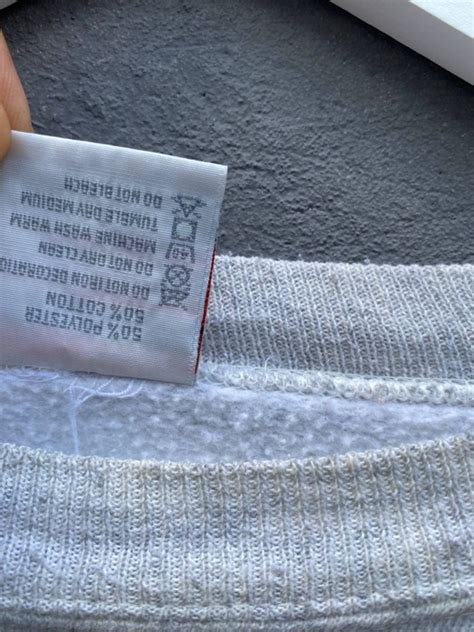 50% POLYESTER
50% COTTON
DO NOT IRON DECORATION
DO NOT DRY CLEAN
MACHINE WASH WARM
TUMBLE DRY MEDIUM
DO NOT BLEACH